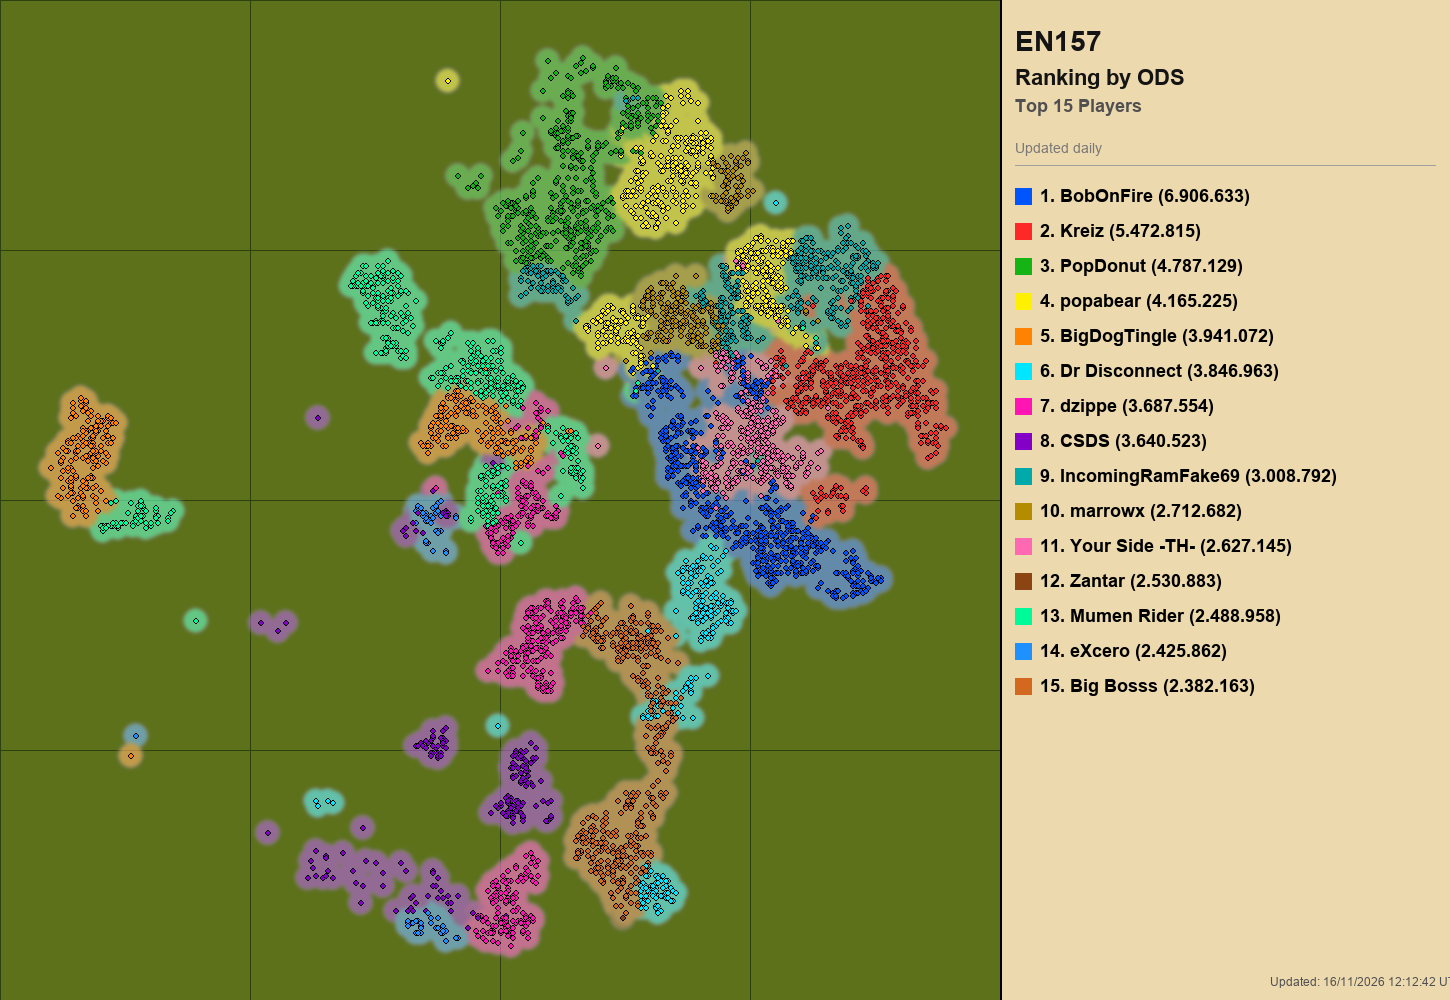 EN157
Ranking by ODS
Top 15 Players
Updated daily
1. BobOnFire (6.906.633)
2. Kreiz (5.472.815)
3. PopDonut (4.787.129)
4. popabear (4.165.225)
5. BigDogTingle (3.941.072)
6. Dr Disconnect (3.846.963)
7. dzippe (3.687.554)
8. CSDS (3.640.523)
9. IncomingRamFake69 (3.008.792)
10. marrowx (2.712.682)
11. Your Side -TH- (2.627.145)
12. Zantar (2.530.883)
13. Mumen Rider (2.488.958)
14. eXcero (2.425.862)
15. Big Bosss (2.382.163)
Updated: 16/11/2026 12:12:42 U